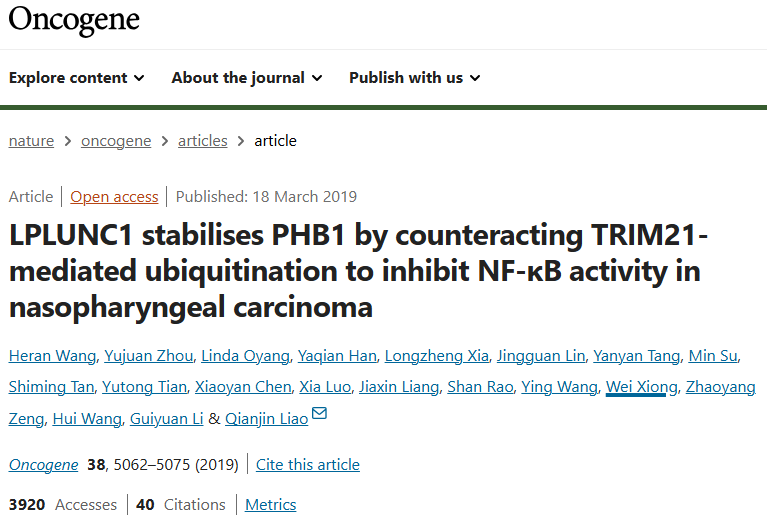 Oncogene
Explore content About the journal Publish with us
nature > oncogene > articles > article
Article | Open access | Published: 18 March 2019
LPLUNC1 stabilises PHB1 by counteracting TRIM21-
mediated ubiquitination to inhibit NF-κB activity in
nasopharyngeal carcinoma
Heran Wang, Yujuan Zhou, Linda Oyang, Yaqian Han, Longzheng Xia, Jingguan Lin, Yanyan Tang, Min Su,
Shiming Tan, Yutong Tian, Xiaoyan Chen, Xia Luo, Jiaxin Liang, Shan Rao, Ying Wang, Wei Xiong, Zhaoyang
Zeng, Hui Wang, Guiyuan Li & Qianjin Liao
Oncogene 38, 5062–5075 (2019) | Cite this article
3920 Accesses | 40 Citations | Metrics